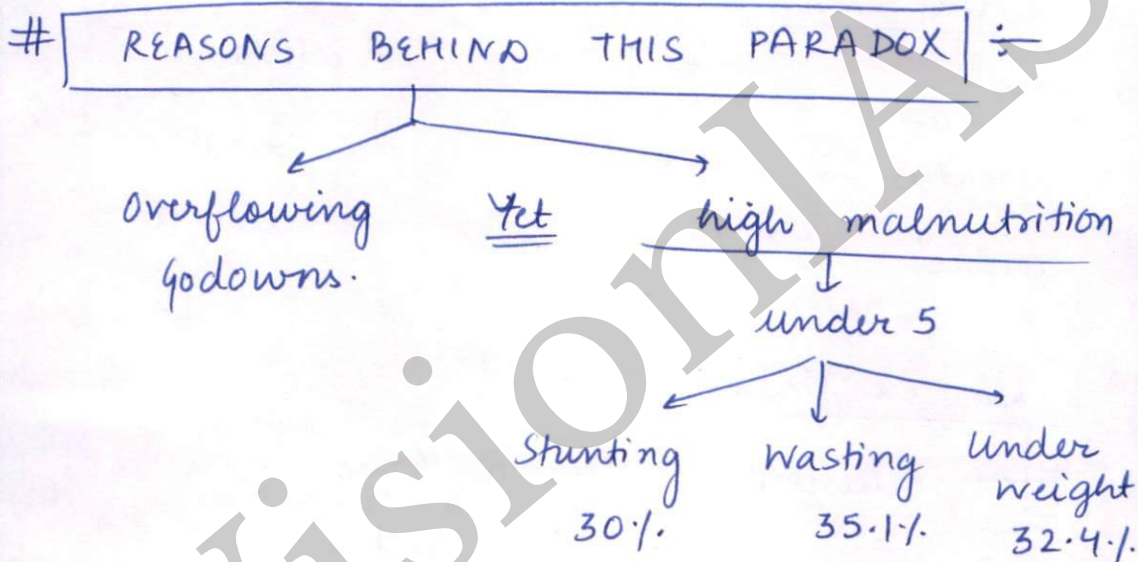 # REASONS BEHIND THIS PARADOX :-
Overflowing Yet high malnutrition
Godowns.
under 5
Stunting Wasting Under
weight
30% 35.1% 32.4%
VisionIAS